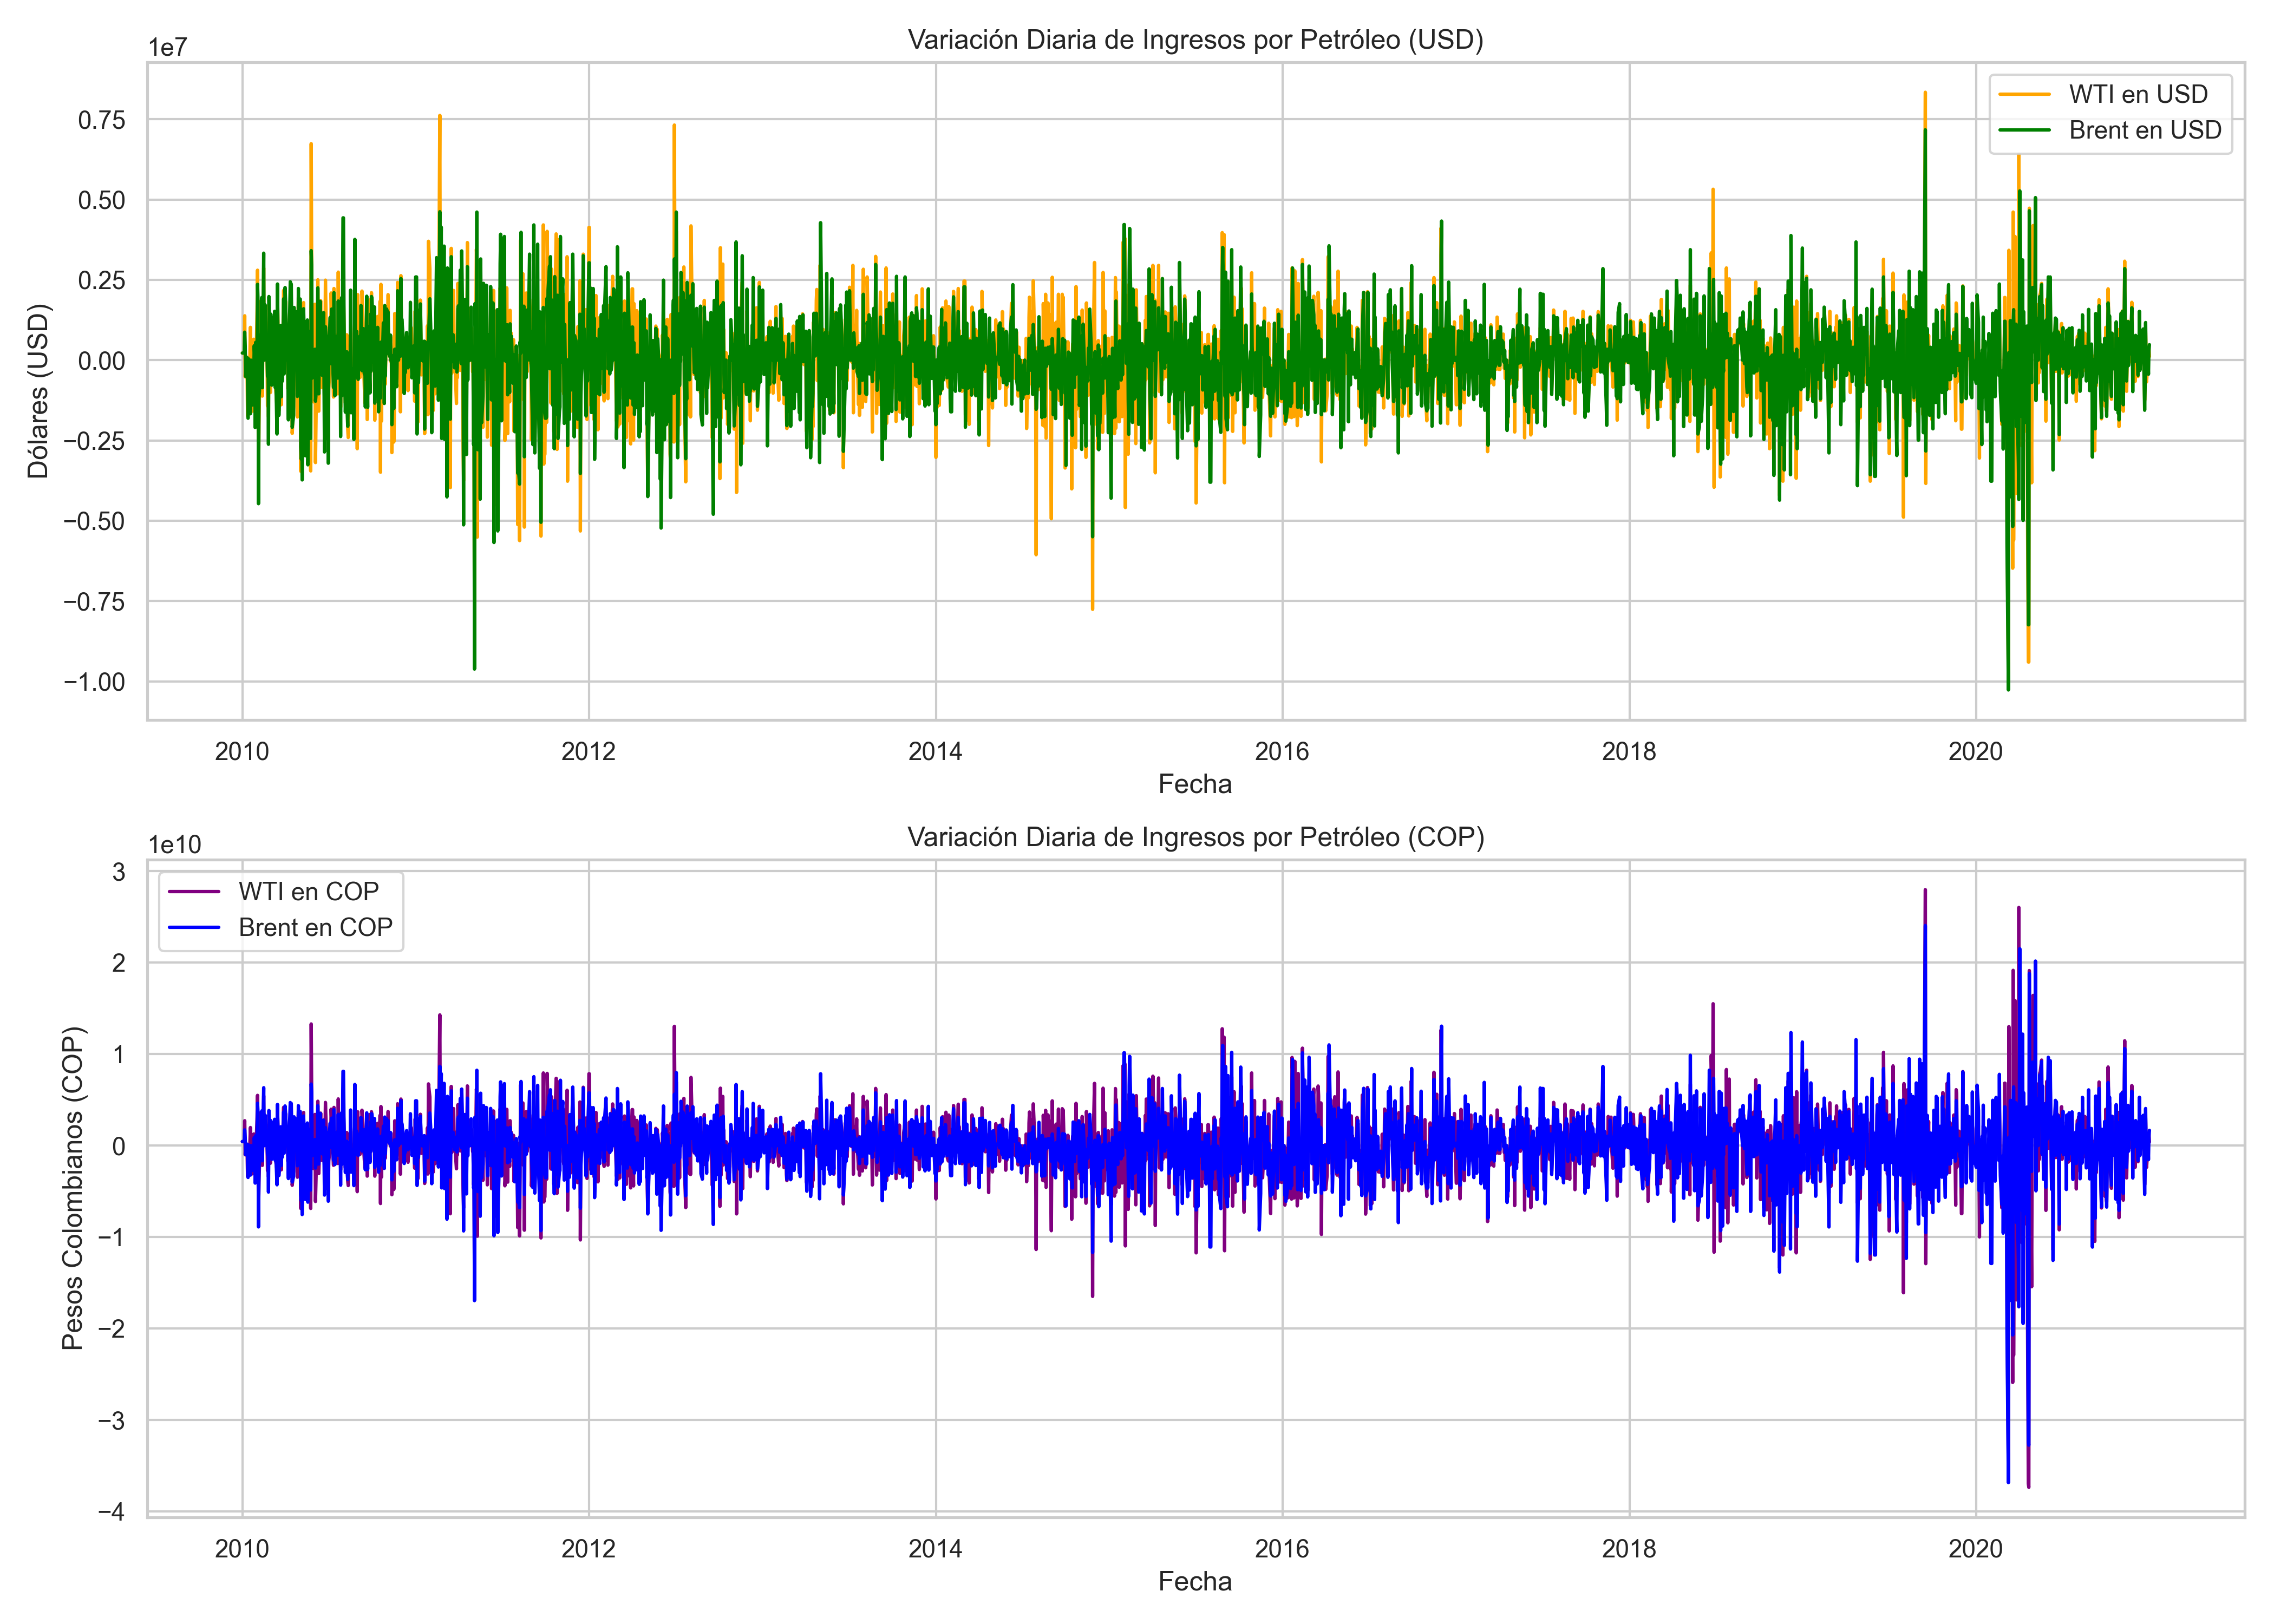 Variación Diaria de Ingresos por Petróleo (USD)
1e7
WTI en USD
Brent en USD
0.75
0.50
0.25
0.00
−0.25
−0.50
−0.75
−1.00
Dólares (USD)
2010 2012 2014 2016 2018 2020
Fecha
Variación Diaria de Ingresos por Petróleo (COP)
1e10
WTI en COP
Brent en COP
3
2
1
0
−1
−2
−3
−4
Pesos Colombianos (COP)
2010 2012 2014 2016 2018 2020
Fecha